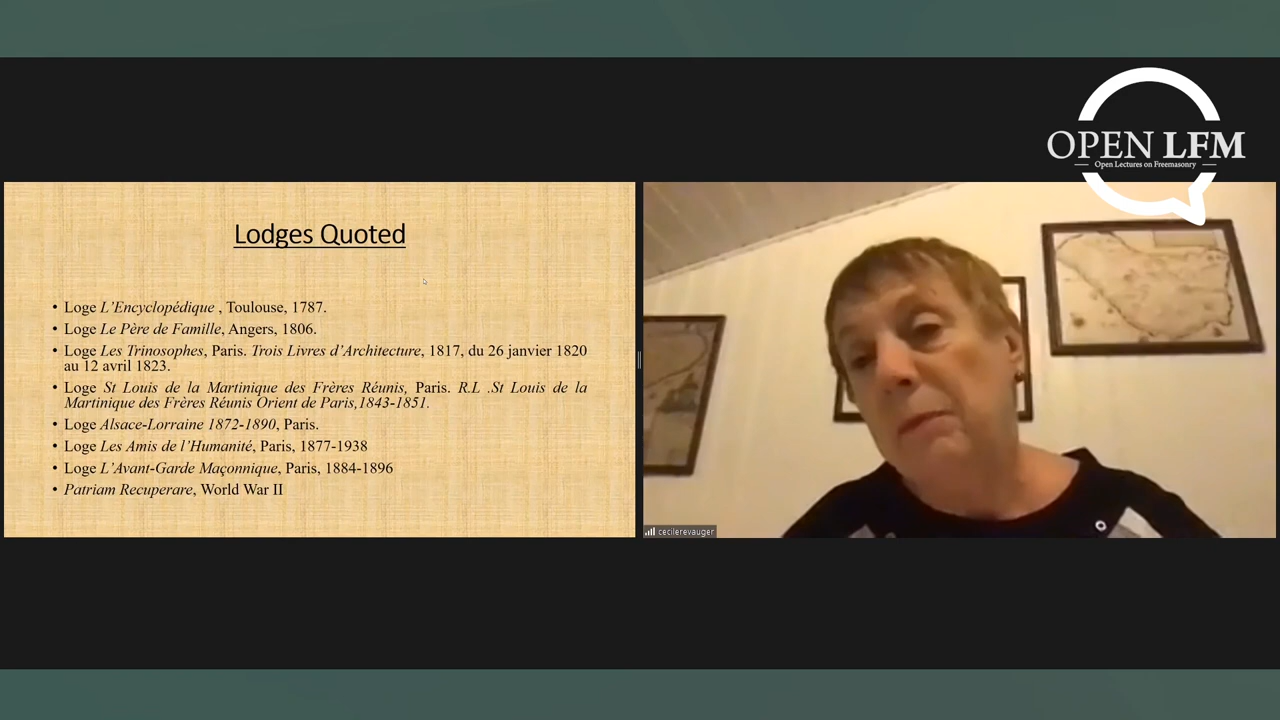 OPEN LFM
Open Lectures on Freemasonry
Lodges Quoted
• Loge L’Encyclopédique , Toulouse, 1787.
• Loge Le Père de Famille, Angers, 1806.
• Loge Les Trinosophes, Paris. Trois Livres d’Architecture, 1817, du 26 janvier 1820
au 12 avril 1823.
• Loge St Louis de la Martinique des Frères Réunis, Paris. R.L .St Louis de la
Martinique des Frères Réunis Orient de Paris,1843-1851.
• Loge Alsace-Lorraine 1872-1890, Paris.
• Loge Les Amis de l’Humanité, Paris, 1877-1938
• Loge L’Avant-Garde Maçonnique, Paris, 1884-1896
• Patriam Recuperare, World War II
cecilerevauger